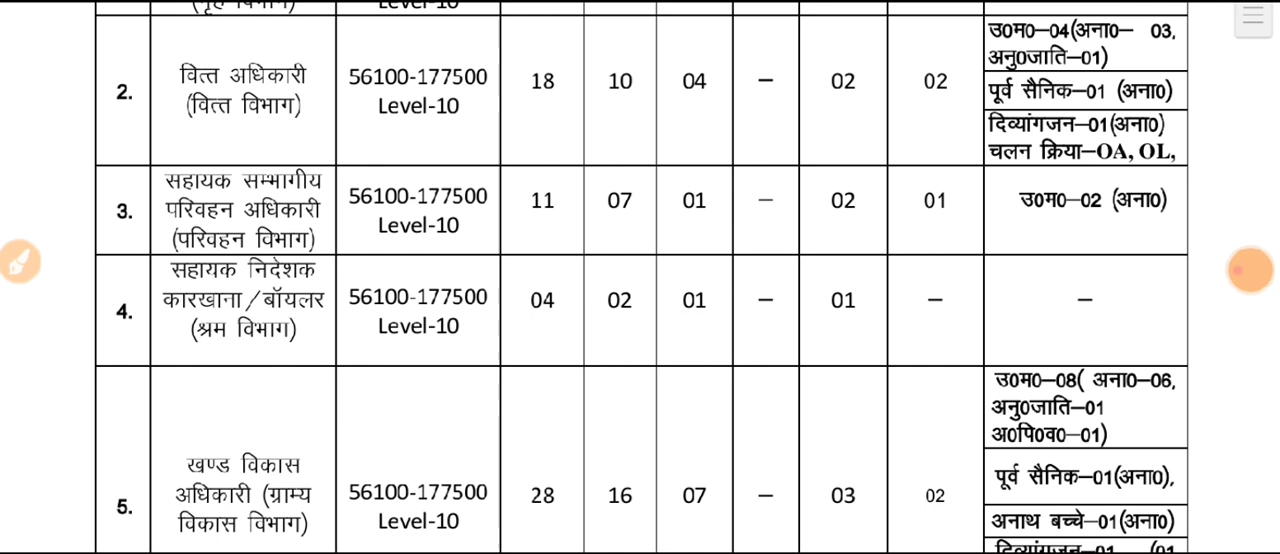 (गृह विभाग)
Level-10
2.
वित्त अधिकारी
(वित्त विभाग)
56100-177500
Level-10
18
10
04
–
02
02
उ0म0–04(अना0– 03,
अनु0जाति–01)
पूर्व सैनिक–01 (अना0)
दिव्यांगजन–01(अना0)
चलन क्रिया–OA, OL,
3.
सहायक सम्भागीय
परिवहन अधिकारी
(परिवहन विभाग)
56100-177500
Level-10
11
07
01
–
02
01
उ0म0–02 (अना0)
4.
सहायक निदेशक
कारखाना/बॉयलर
(श्रम विभाग)
56100-177500
Level-10
04
02
01
–
01
–
–
5.
खण्ड विकास
अधिकारी (ग्राम्य
विकास विभाग)
56100-177500
Level-10
28
16
07
–
03
02
उ0म0–08( अना0–06,
अनु0जाति–01
अ0पि0व0–01)
पूर्व सैनिक–01(अना0),
अनाथ बच्चे–01(अना0)
दिव्यांगजन–01 (01